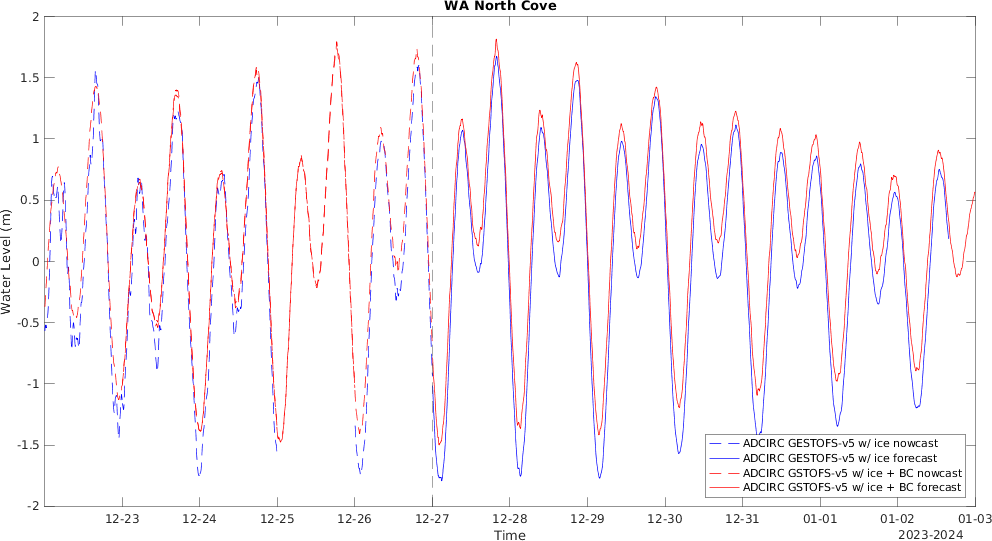 WA North Cove
2
1.5
1
0.5
0
-0.5
-1
-1.5
-2
Water Level (m)
12-23 12-24 12-25 12-26 12-27 12-28 12-29 12-30 12-31 01-01 01-02 01-03
Time
2023-2024
ADCIRC GESTOFS-v5 w/ ice nowcast
ADCIRC GESTOFS-v5 w/ ice forecast
ADCIRC GSTOFS-v5 w/ ice + BC nowcast
ADCIRC GSTOFS-v5 w/ ice + BC forecast